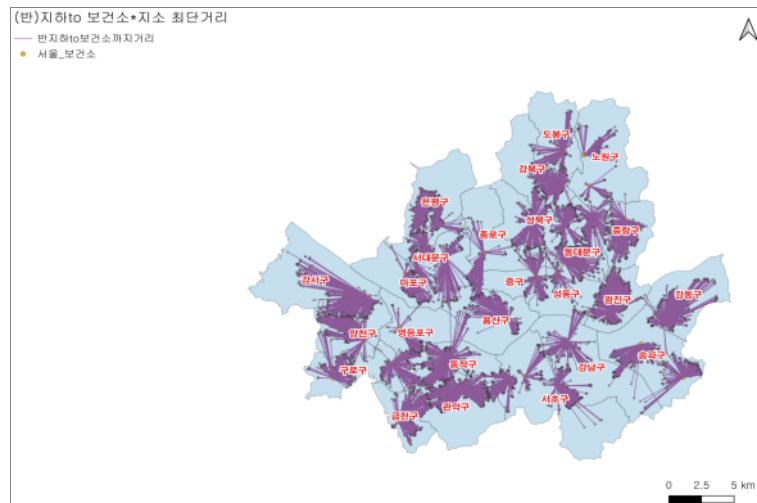 (반)지하to 보건소*지소 최단거리
반지하to보건소까지거리
서울_보건소
도봉구
노원구
강북구
은평구
성북구
중랑구
종로구
서대문구
동대문구
강서구
마포구
중구
성동구
광진구
강동구
용산구
양천구
영등포구
송파구
구로구
동작구
강남구
서초구
관악구
금천구
0 2.5 5 km